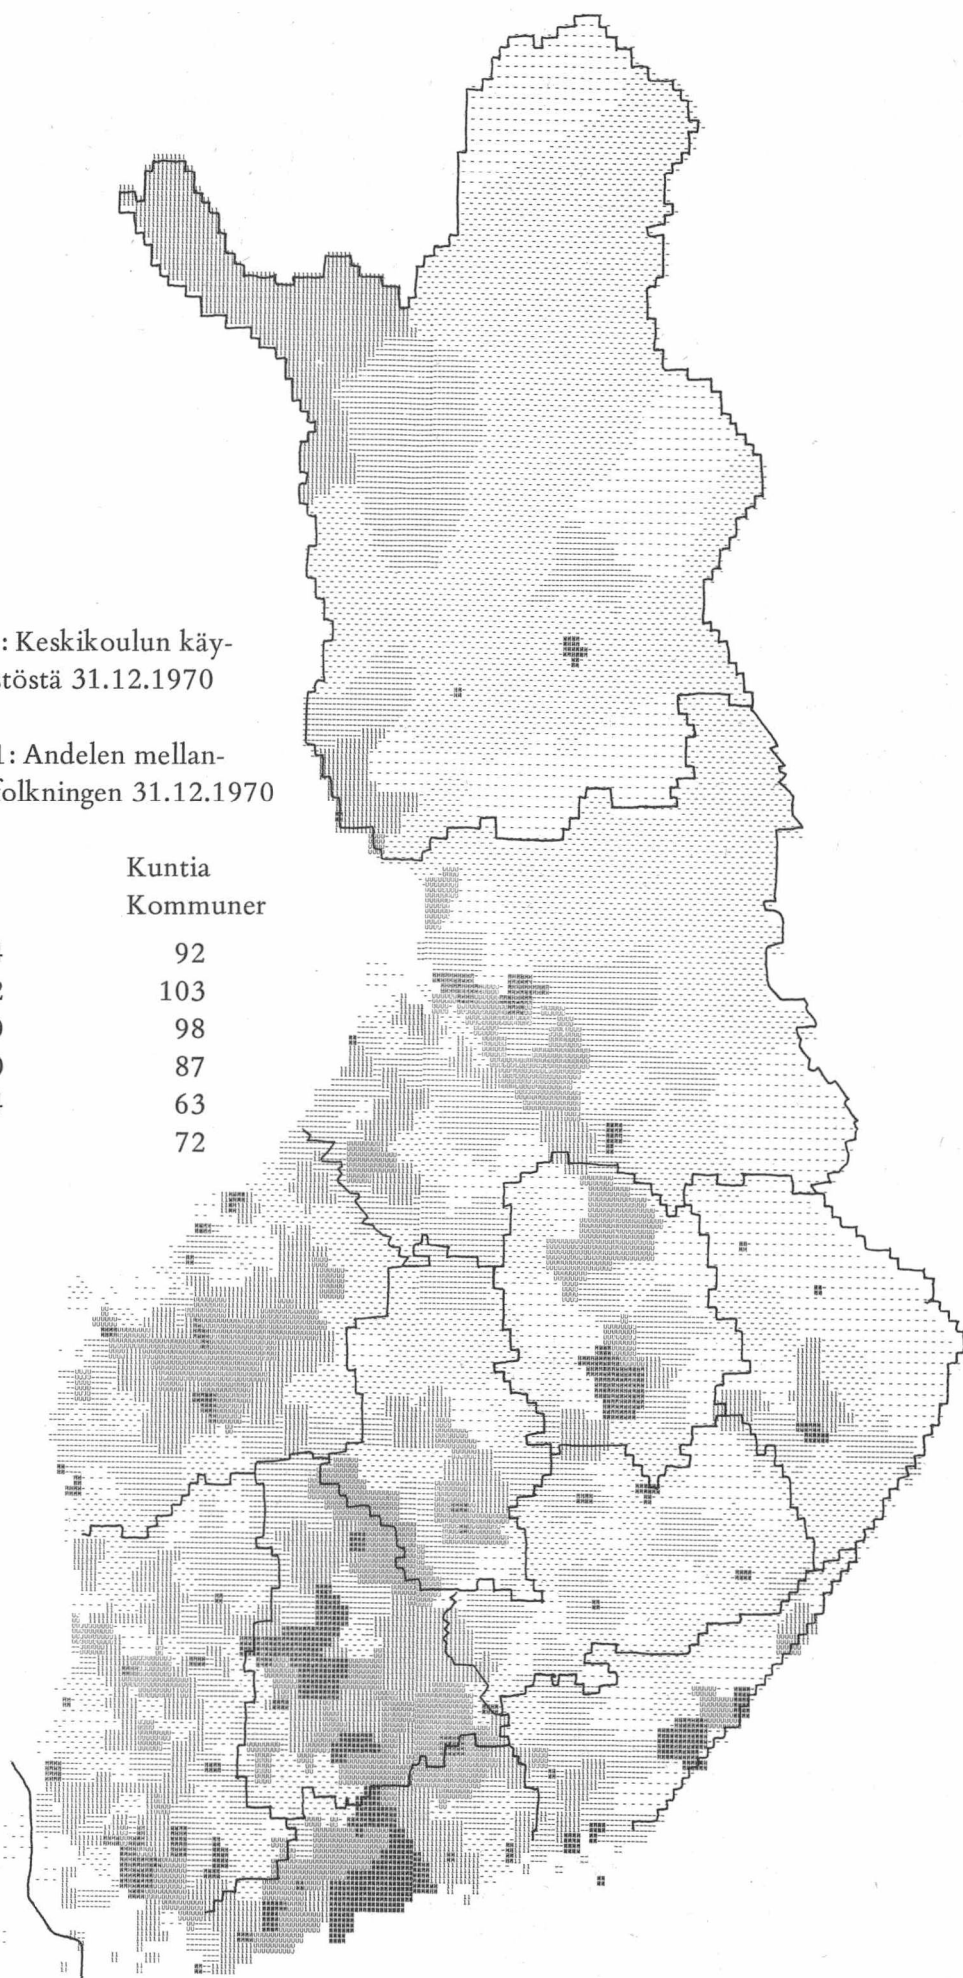 : Keskikoulun käy-
töstä 31.12.1970
1: Andelen mellan-
folkningen 31.12.1970
Kuntia
Kommuner
92
2 103
98
87
63
72